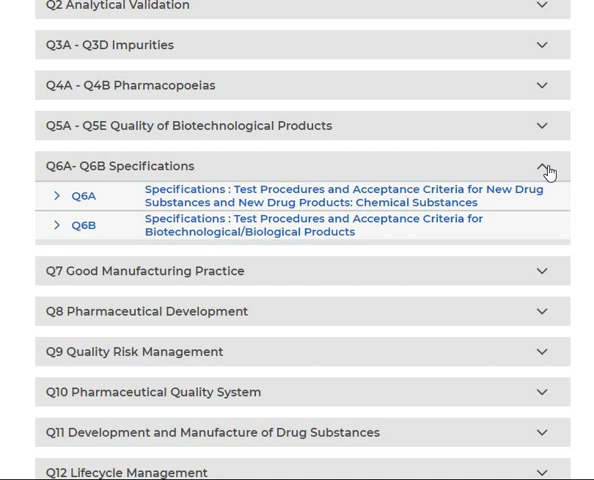 Q2 Analytical Validation
Q3A - Q3D Impurities
Q4A - Q4B Pharmacopoeias
Q5A - Q5E Quality of Biotechnological Products
Q6A- Q6B Specifications
Q6A
Specifications : Test Procedures and Acceptance Criteria for New Drug
Substances and New Drug Products: Chemical Substances
Q6B
Specifications : Test Procedures and Acceptance Criteria for
Biotechnological/Biological Products
Q7 Good Manufacturing Practice
Q8 Pharmaceutical Development
Q9 Quality Risk Management
Q10 Pharmaceutical Quality System
Q11 Development and Manufacture of Drug Substances
Q12 Lifecycle Management